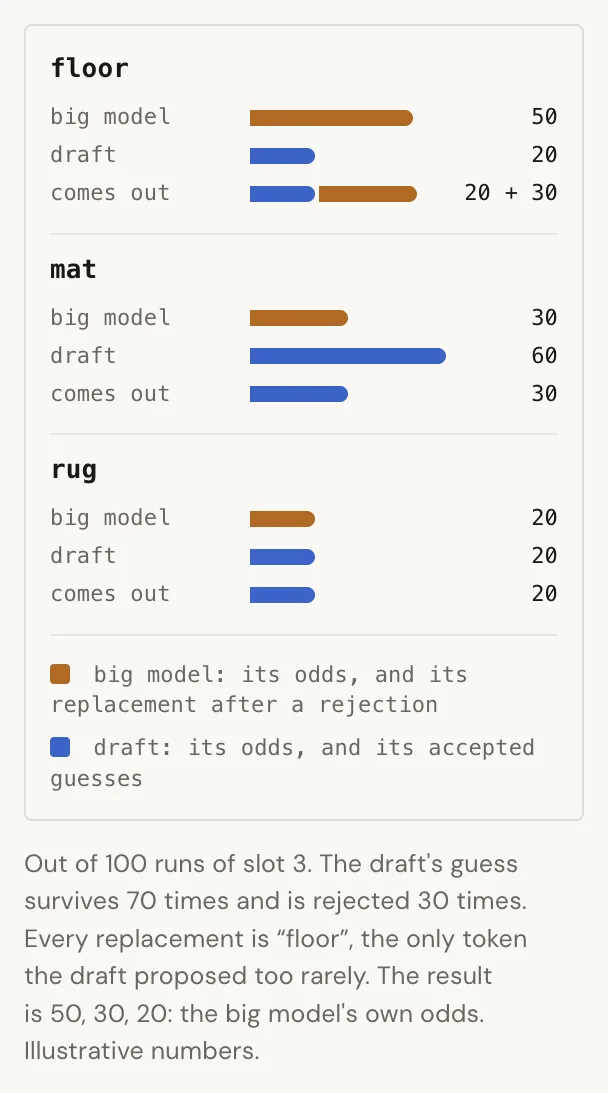 floor
big model 50
draft 20
comes out 20 + 30
mat
big model 30
draft 60
comes out 30
rug
big model 20
draft 20
comes out 20
big model: its odds, and its
replacement after a rejection
draft: its odds, and its accepted
guesses
Out of 100 runs of slot 3. The draft's guess
survives 70 times and is rejected 30 times.
Every replacement is “floor”, the only token
the draft proposed too rarely. The result
is 50, 30, 20: the big model's own odds.
Illustrative numbers.